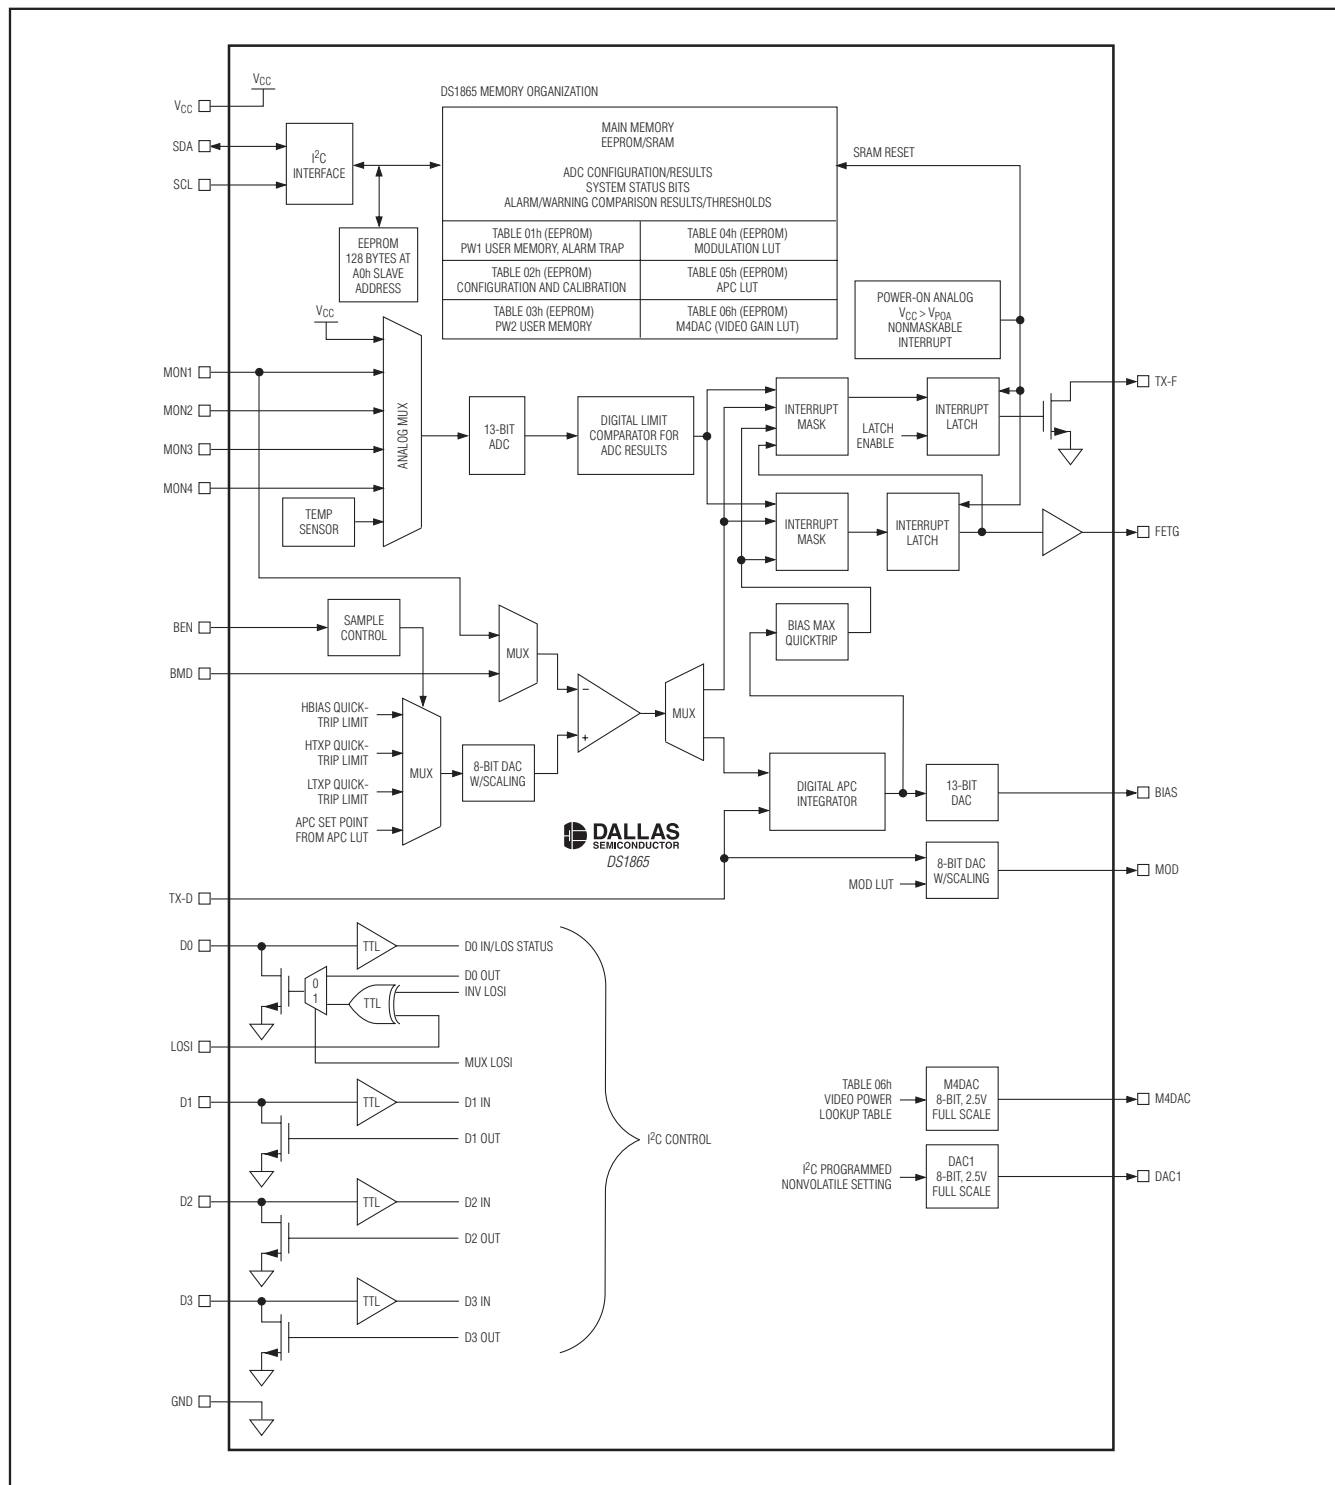 VCC
VCC
SDA
SCL
I2C
INTERFACE
EEPROM
128 BYTES AT
A0h SLAVE
ADDRESS
DS1865 MEMORY ORGANIZATION
MAIN MEMORY
EEPROM/SRAM
ADC CONFIGURATION/RESULTS
SYSTEM STATUS BITS
ALARM/WARNING COMPARISON RESULTS/THRESHOLDS
TABLE 01h (EEPROM)
PW1 USER MEMORY, ALARM TRAP
TABLE 04h (EEPROM)
MODULATION LUT
TABLE 02h (EEPROM)
CONFIGURATION AND CALIBRATION
TABLE 05h (EEPROM)
APC LUT
TABLE 03h (EEPROM)
PW2 USER MEMORY
TABLE 06h (EEPROM)
M4DAC (VIDEO GAIN LUT)
SRAM RESET
POWER-ON ANALOG
VCC > VPOA
NONMASKABLE
INTERRUPT
VCC
MON1
MON2
MON3
MON4
TEMP
SENSOR
ANALOG MUX
13-BIT
ADC
DIGITAL LIMIT
COMPARATOR FOR
ADC RESULTS
INTERRUPT
MASK
LATCH
ENABLE
INTERRUPT
LATCH
TX-F
INTERRUPT
MASK
INTERRUPT
LATCH
FETG
BEN
SAMPLE
CONTROL
BMD
MUX
BIAS MAX
QUICKTRIP
HBIAS QUICK-
TRIP LIMIT
HTXP QUICK-
TRIP LIMIT
LTXP QUICK-
TRIP LIMIT
APC SET POINT
FROM APC LUT
MUX
8-BIT DAC
W/SCALING
−
+
MUX
DIGITAL APC
INTEGRATOR
13-BIT
DAC
BIAS
DALLAS
SEMICONDUCTOR
DS1865
MOD LUT
8-BIT DAC
W/SCALING
MOD
TX-D
D0
TTL
D0 IN/LOS STATUS
0
1
D0 OUT
TTL
INV LOSI
LOSI
MUX LOSI
D1
TTL
D1 IN
D1 OUT
I2C CONTROL
D2
TTL
D2 IN
D2 OUT
D3
TTL
D3 IN
D3 OUT
GND
TABLE 06h
VIDEO POWER
LOOKUP TABLE
M4DAC
8-BIT, 2.5V
FULL SCALE
M4DAC
I2C PROGRAMMED
NONVOLATILE SETTING
DAC1
8-BIT, 2.5V
FULL SCALE
DAC1